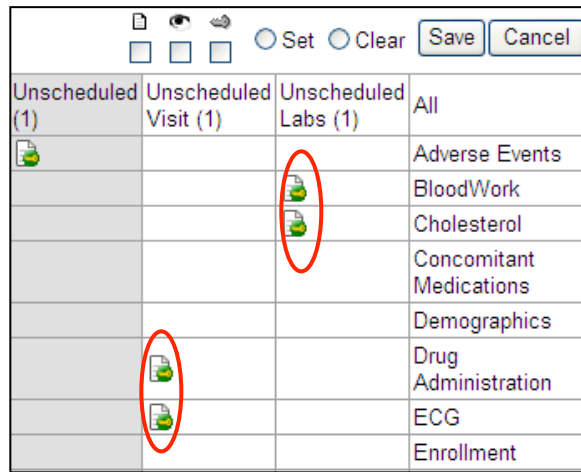 Set Clear Save Cancel
Unscheduled (1) Unscheduled Visit (1) Unscheduled Labs (1) All
Adverse Events
BloodWork
Cholesterol
Concomitant
Medications
Demographics
Drug
Administration
ECG
Enrollment